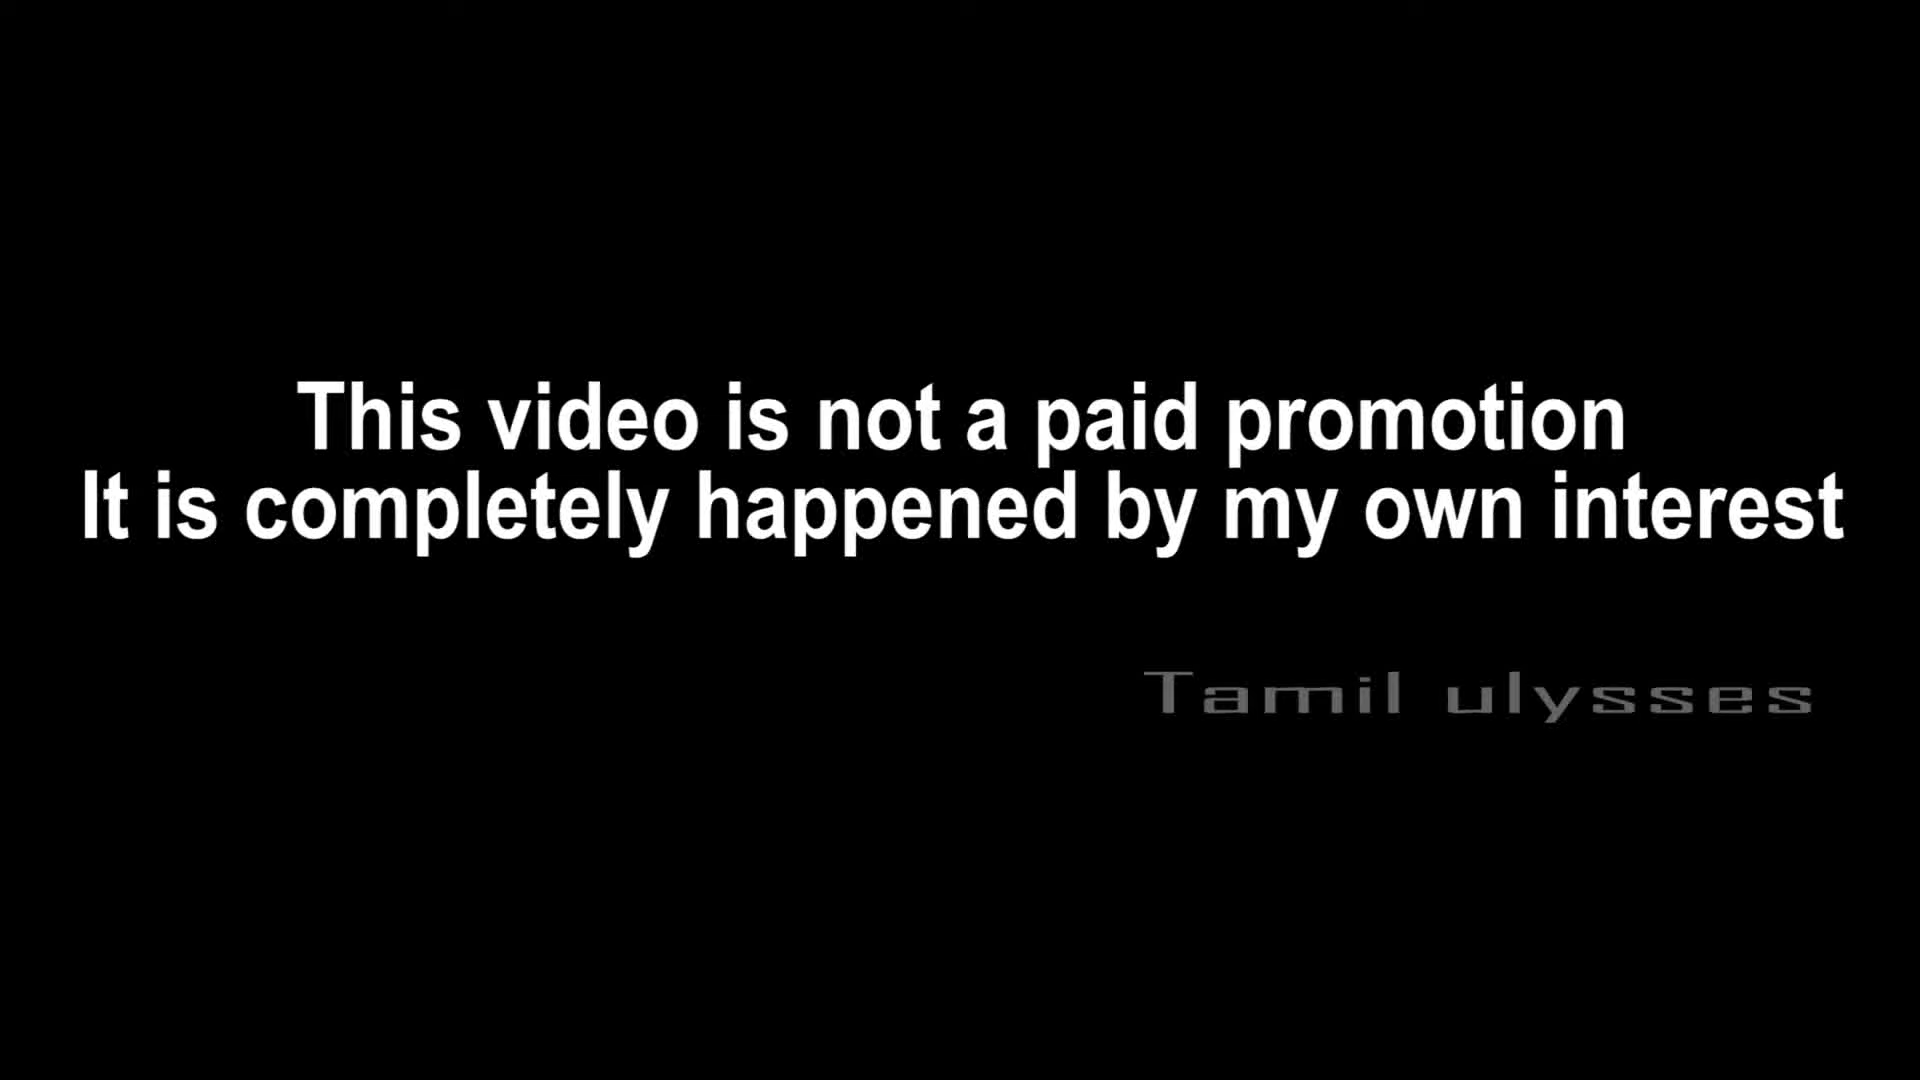 This video is not a paid promotion
It is completely happened by my own interest
Tamil ulysses